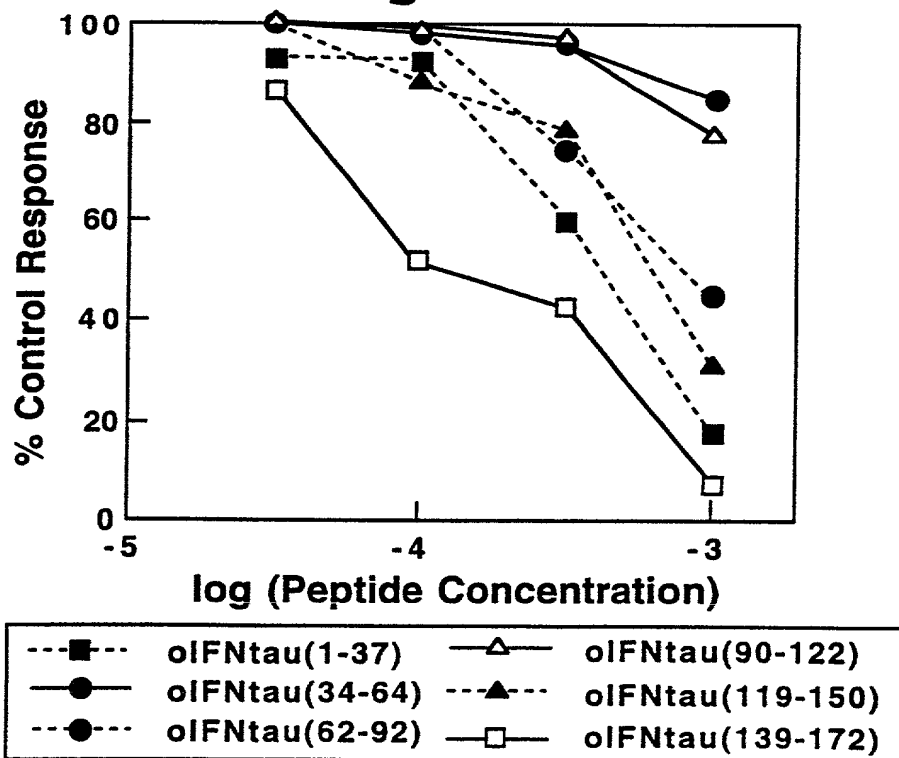 100
80
60
40
20
0
% Control Response
-5
-4
-3
log (Peptide Concentration)
oIFNtau(1-37)
oIFNtau(34-64)
oIFNtau(62-92)
oIFNtau(90-122)
oIFNtau(119-150)
oIFNtau(139-172)